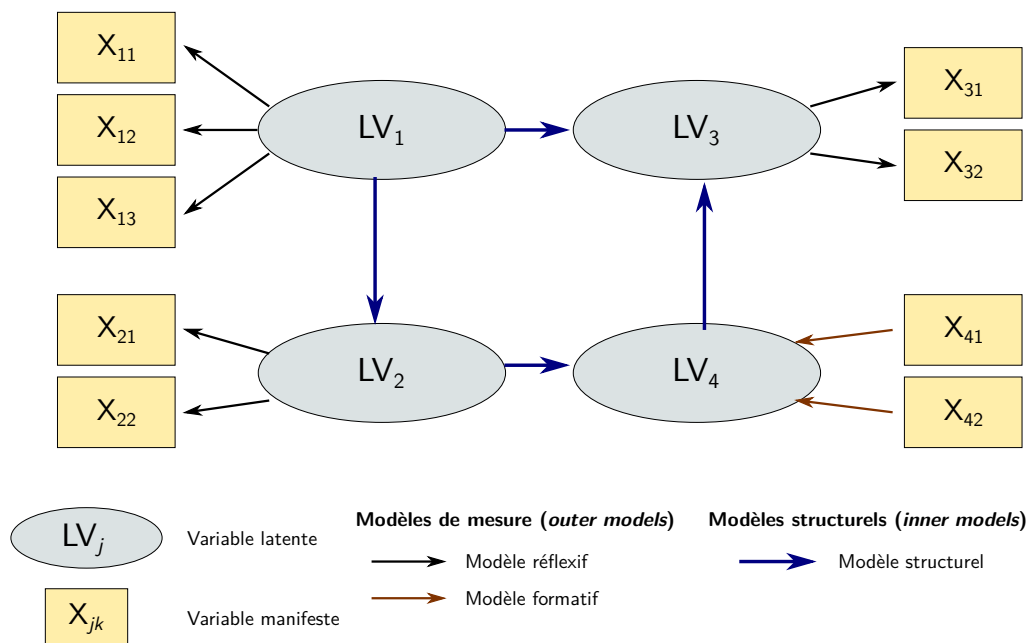 X11
X12
X13
LV1
LV3
X31
X32
X21
X22
LV2
LV4
X41
X42
LVj
Variable latente
Xjk
Variable manifeste
Modèles de mesure (outer models)
Modèle réflexif
Modèle formatif
Modèles structurels (inner models)
Modèle structurel